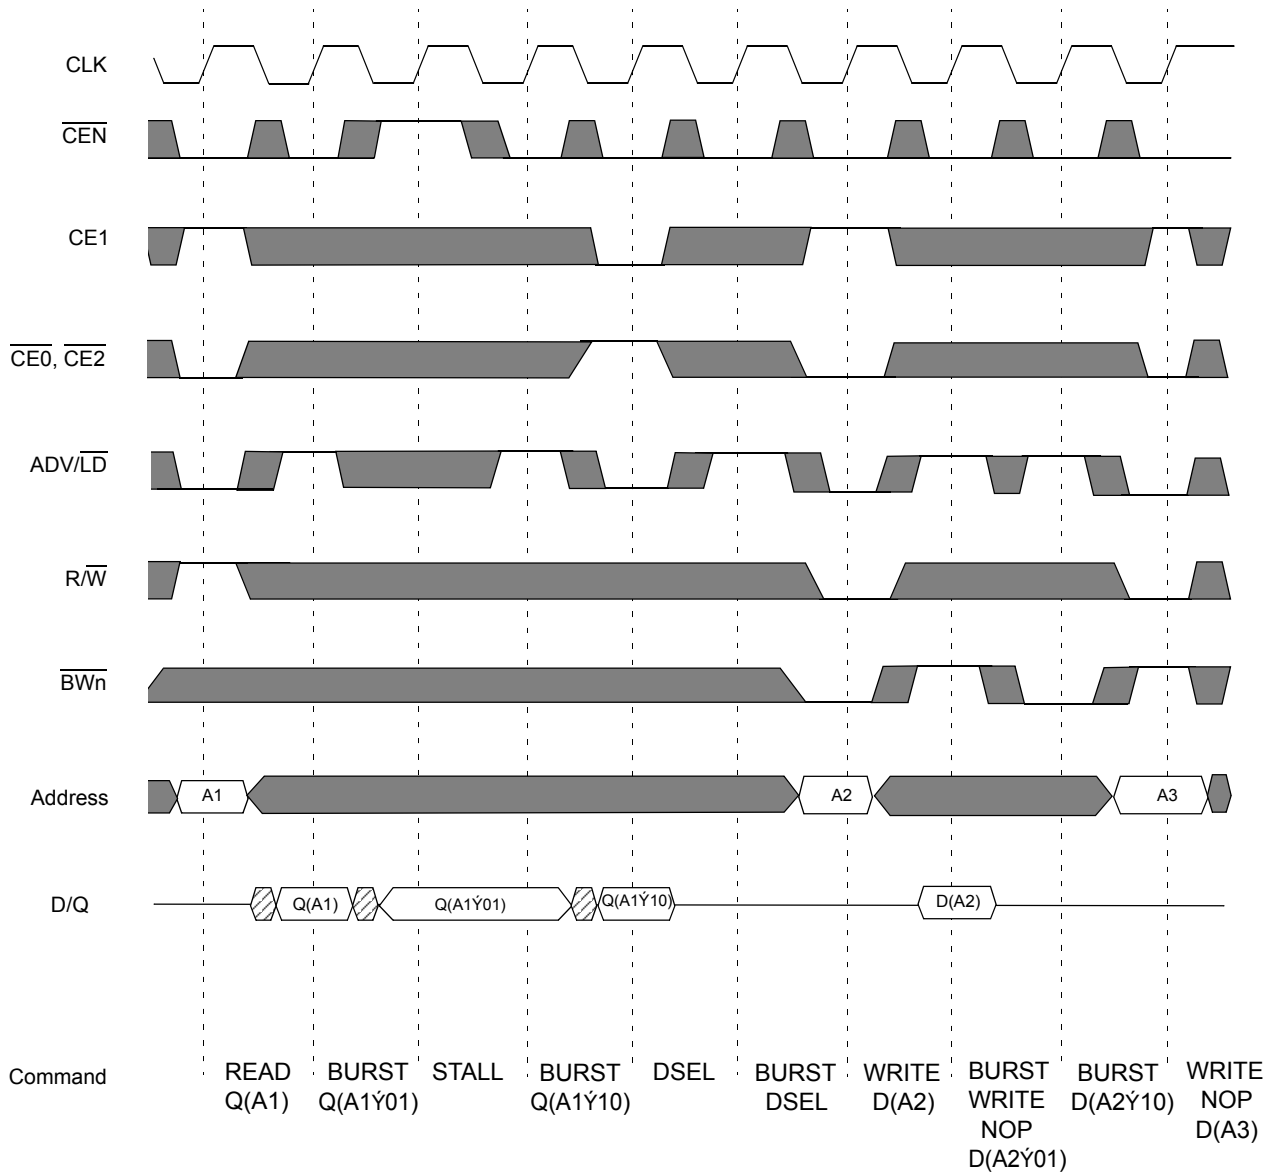 CLK
CEN
CE1
CE0, CE2
ADV/LD
R/W
BWn
Address A1 A2 A3
D/Q Q(A1) Q(A1Ý01) Q(A1Ý10) D(A2)
Command READ BURST STALL BURST DSEL BURST WRITE BURST BURST WRITE
Q(A1) Q(A1Ý01) Q(A1Ý10) DSEL D(A2) WRITE D(A2Ý10) NOP
NOP D(A3)
D(A2Ý01)